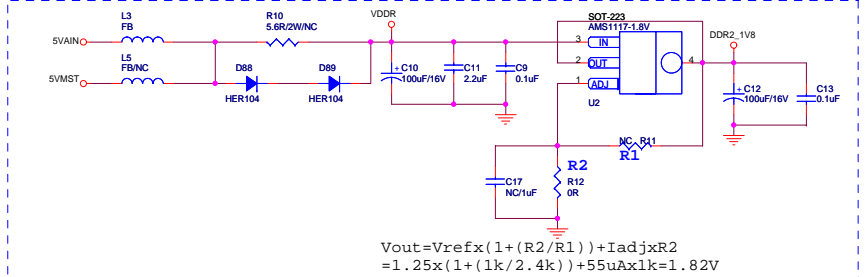 L3
FB
5VAIN
L5
FB/NC
5VMST
R10
5.6R/2W/NC
D88
HER104
D89
HER104
VDDR
C10
100uF/16V
C11
2.2uF
C9
0.1uF
SOT-223
AMS1117-1.8V
3
IN
2
OUT
1
ADJ
4
U2
DDR2_1V8
C12
100uF/16V
C13
0.1uF
NC R11
R1
R2
R12
0R
C17
NC/1uF
Vout=Vrefx(1+(R2/R1))+IadjxR2
=1.25x(1+(1k/2.4k))+55uAx1k=1.82V